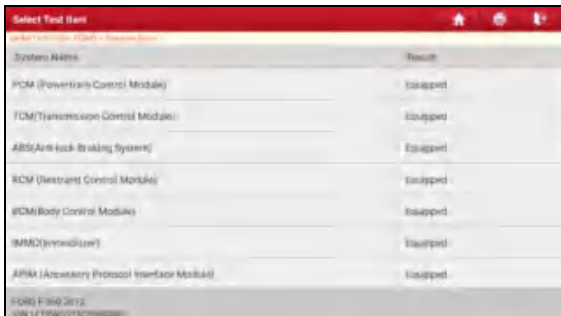 Select Test Item
System Name Result
PCM (Powertrain Control Module) Equipped
TCM(Transmission Control Module) Equipped
ABS(Anti-lock Braking System) Equipped
RCM (Restraint Control Module) Equipped
BCM(Body Control Module) Equipped
IMMO(Immobilizer) Equipped
APIM (Accessory Protocol Interface Module) Equipped
FORD
VIN